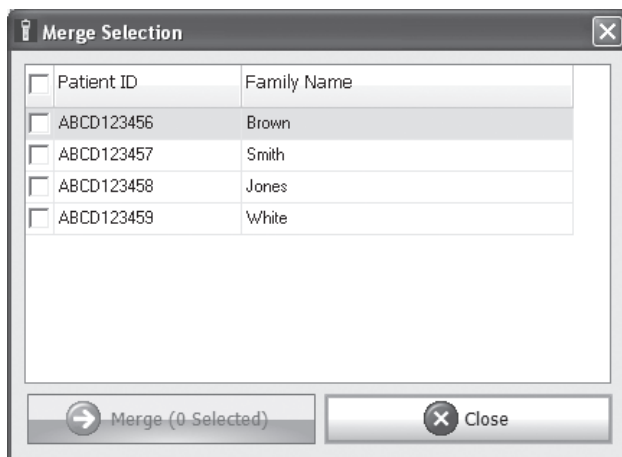 Merge Selection
Patient ID Family Name
ABCD123456 Brown
ABCD123457 Smith
ABCD123458 Jones
ABCD123459 White
Merge (0 Selected) Close